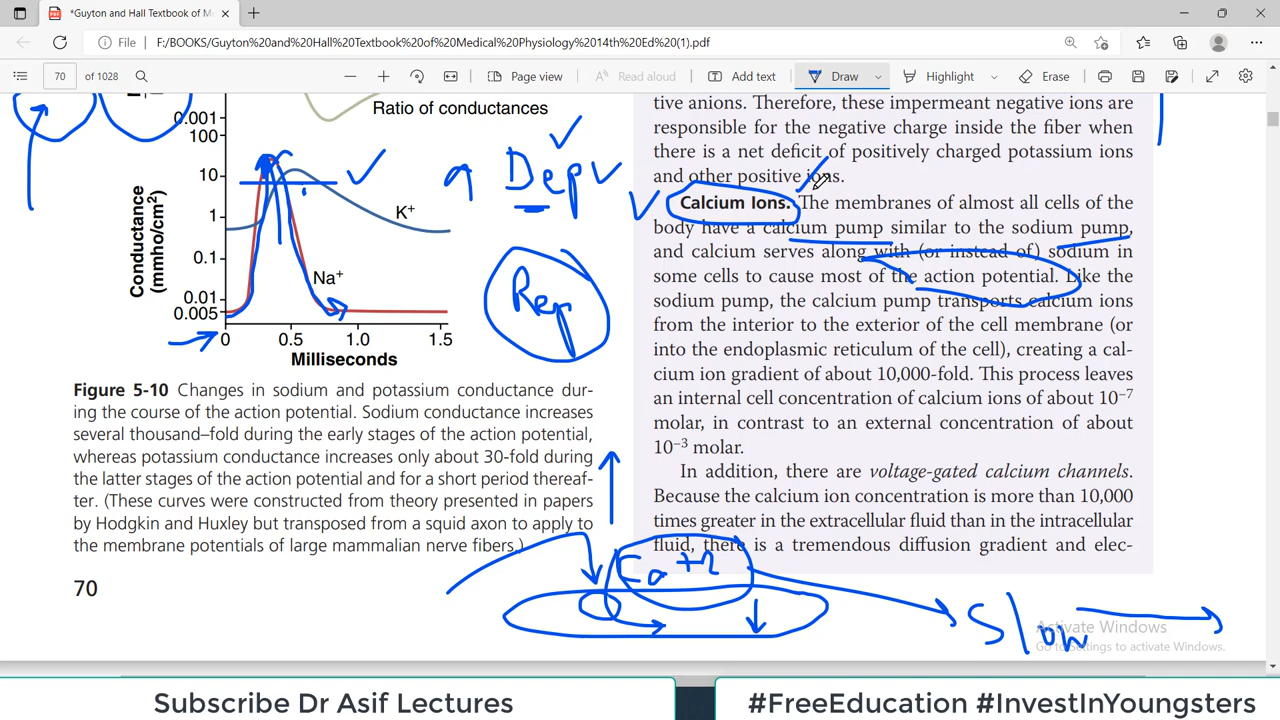 *Guyton and Hall Textbook of M
File
F:/BOOKS/Guyton%20and%20Hall%20Textbook%20of%20Medical%20Physiology%2014th%20Ed%20(1).pdf
70 of 1028
Page view
Read aloud
Add text
Draw
Highlight
Erase
0.001
Ratio of conductances
100
10
1
0.1
0.01
0.005
Conductance
(mmho/cm2)
K+
Na+
0 0.5 1.0 1.5
Milliseconds
Dep
Rep
Figure 5-10 Changes in sodium and potassium conductance dur-
ing the course of the action potential. Sodium conductance increases
several thousand–fold during the early stages of the action potential,
whereas potassium conductance increases only about 30-fold during
the latter stages of the action potential and for a short period thereaf-
ter. (These curves were constructed from theory presented in papers
by Hodgkin and Huxley but transposed from a squid axon to apply to
the membrane potentials of large mammalian nerve fibers.)
70
tive anions. Therefore, these impermeant negative ions are
responsible for the negative charge inside the fiber when
there is a net deficit of positively charged potassium ions
and other positive ions.
Calcium Ions. The membranes of almost all cells of the
body have a calcium pump similar to the sodium pump,
and calcium serves along with (or instead of) sodium in
some cells to cause most of the action potential. Like the
sodium pump, the calcium pump transports calcium ions
from the interior to the exterior of the cell membrane (or
into the endoplasmic reticulum of the cell), creating a cal-
cium ion gradient of about 10,000-fold. This process leaves
an internal cell concentration of calcium ions of about 10−7
molar, in contrast to an external concentration of about
10−3 molar.
In addition, there are voltage-gated calcium channels.
Because the calcium ion concentration is more than 10,000
times greater in the extracellular fluid than in the intracellular
fluid, there is a tremendous diffusion gradient and elec-
Ca+2
Slow
Activate Windows
Go to Settings to activate Windows.
Subscribe Dr Asif Lectures
#FreeEducation #InvestInYoungsters